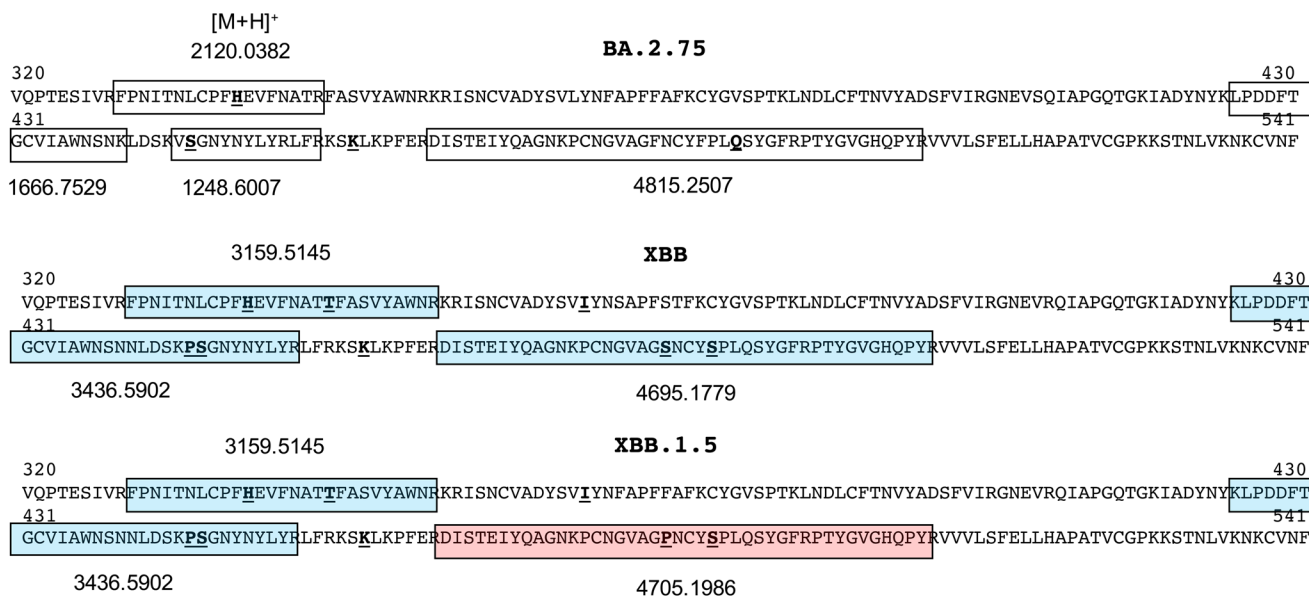 [M+H]+
2120.0382
BA.2.75
320 430
VQPTESIVRFPNITNLCPFHEVFNATRFASVYAWNRKRISNCVADYSVLYNFAPFFAFKCYGVSPTKLNDLCFTNVYADSFVIRGNEVSQIAPGQTGKIADYNYKLPDDFT
431 541
GCVIAWNSNKLDSKVSGNYNYLYRLFRKSKLKPFERDISTEIYQAGNKPCNGVAGFNCYFPLQSYGFRPTYGVGHQPYRVVVLSFELLHAPATVCGPKKSTNLVKNKCVNF
1666.7529 1248.6007 4815.2507
3159.5145
XBB
320 430
VQPTESIVRFPNITNLCPFHEVFNATTFASVYAWNRKRISNCVADYSVIYNSAPFSTFKCYGVSPTKLNDLCFTNVYADSFVIRGNEVRQIAPGQTGKIADYNYKLPDDFT
431 541
GCVIAWNSNNLDSKPSGNYNYLYRLFRKSKLKPFERDISTEIYQAGNKPCNGVAGSNCYSPLQSYGFRPTYGVGHQPYRVVVLSFELLHAPATVCGPKKSTNLVKNKCVNF
3436.5902 4695.1779
3159.5145
XBB.1.5
320 430
VQPTESIVRFPNITNLCPFHEVFNATTFASVYAWNRKRISNCVADYSVIYNFAPFFAFKCYGVSPTKLNDLCFTNVYADSFVIRGNEVRQIAPGQTGKIADYNYKLPDDFT
431 541
GCVIAWNSNNLDSKPSGNYNYLYRLFRKSKLKPFERDISTEIYQAGNKPCNGVAGPNCYSPLQSYGFRPTYGVGHQPYRVVVLSFELLHAPATVCGPKKSTNLVKNKCVNF
3436.5902 4705.1986